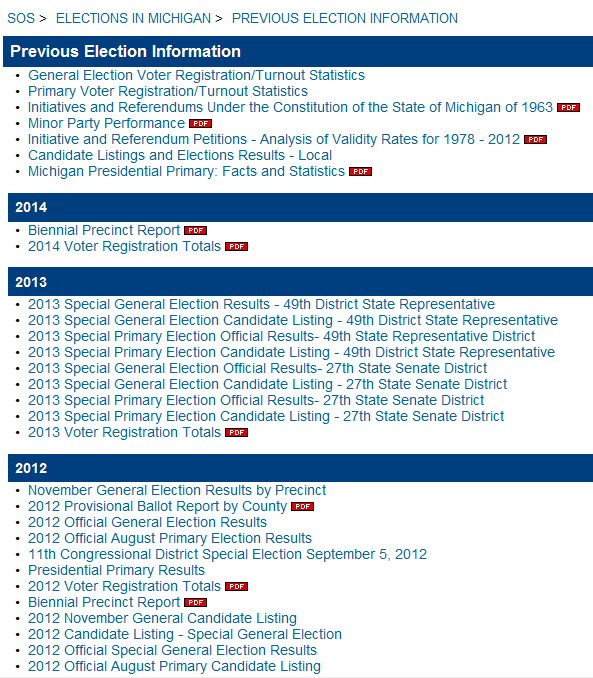 SOS > ELECTIONS IN MICHIGAN > PREVIOUS ELECTION INFORMATION
Previous Election Information
• General Election Voter Registration/Turnout Statistics
• Primary Voter Registration/Turnout Statistics
• Initiatives and Referendums Under the Constitution of the State of Michigan of 1963 PDF
• Minor Party Performance PDF
• Initiative and Referendum Petitions - Analysis of Validity Rates for 1978 - 2012 PDF
• Candidate Listings and Elections Results - Local
• Michigan Presidential Primary: Facts and Statistics PDF
2014
• Biennial Precinct Report PDF
• 2014 Voter Registration Totals PDF
2013
• 2013 Special General Election Results - 49th District State Representative
• 2013 Special General Election Candidate Listing - 49th District State Representative
• 2013 Special Primary Election Official Results- 49th State Representative District
• 2013 Special Primary Election Candidate Listing - 49th District State Representative
• 2013 Special General Election Official Results- 27th State Senate District
• 2013 Special General Election Candidate Listing - 27th State Senate District
• 2013 Special Primary Election Official Results- 27th State Senate District
• 2013 Special Primary Election Candidate Listing - 27th State Senate District
• 2013 Voter Registration Totals PDF
2012
• November General Election Results by Precinct
• 2012 Provisional Ballot Report by County PDF
• 2012 Official General Election Results
• 2012 Official August Primary Election Results
• 11th Congressional District Special Election September 5, 2012
• Presidential Primary Results
• 2012 Voter Registration Totals PDF
• Biennial Precinct Report PDF
• 2012 November General Candidate Listing
• 2012 Candidate Listing - Special General Election
• 2012 Official Special General Election Results
• 2012 Official August Primary Candidate Listing